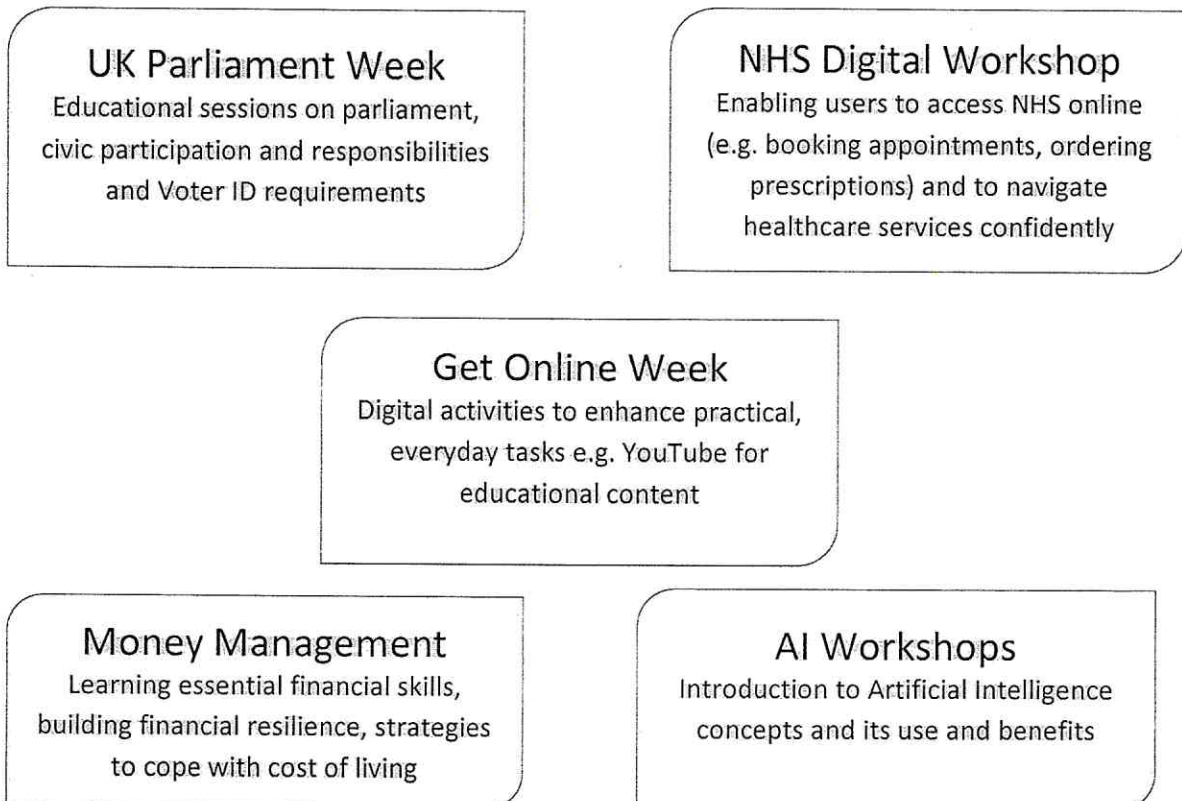 UK Parliament Week
Educational sessions on parliament,
civic participation and responsibilities
and Voter ID requirements
NHS Digital Workshop
Enabling users to access NHS online
(e.g. booking appointments, ordering
prescriptions) and to navigate
healthcare services confidently
Get Online Week
Digital activities to enhance practical,
everyday tasks e.g. YouTube for
educational content
Money Management
Learning essential financial skills,
building financial resilience, strategies
to cope with cost of living
AI Workshops
Introduction to Artificial Intelligence
concepts and its use and benefits